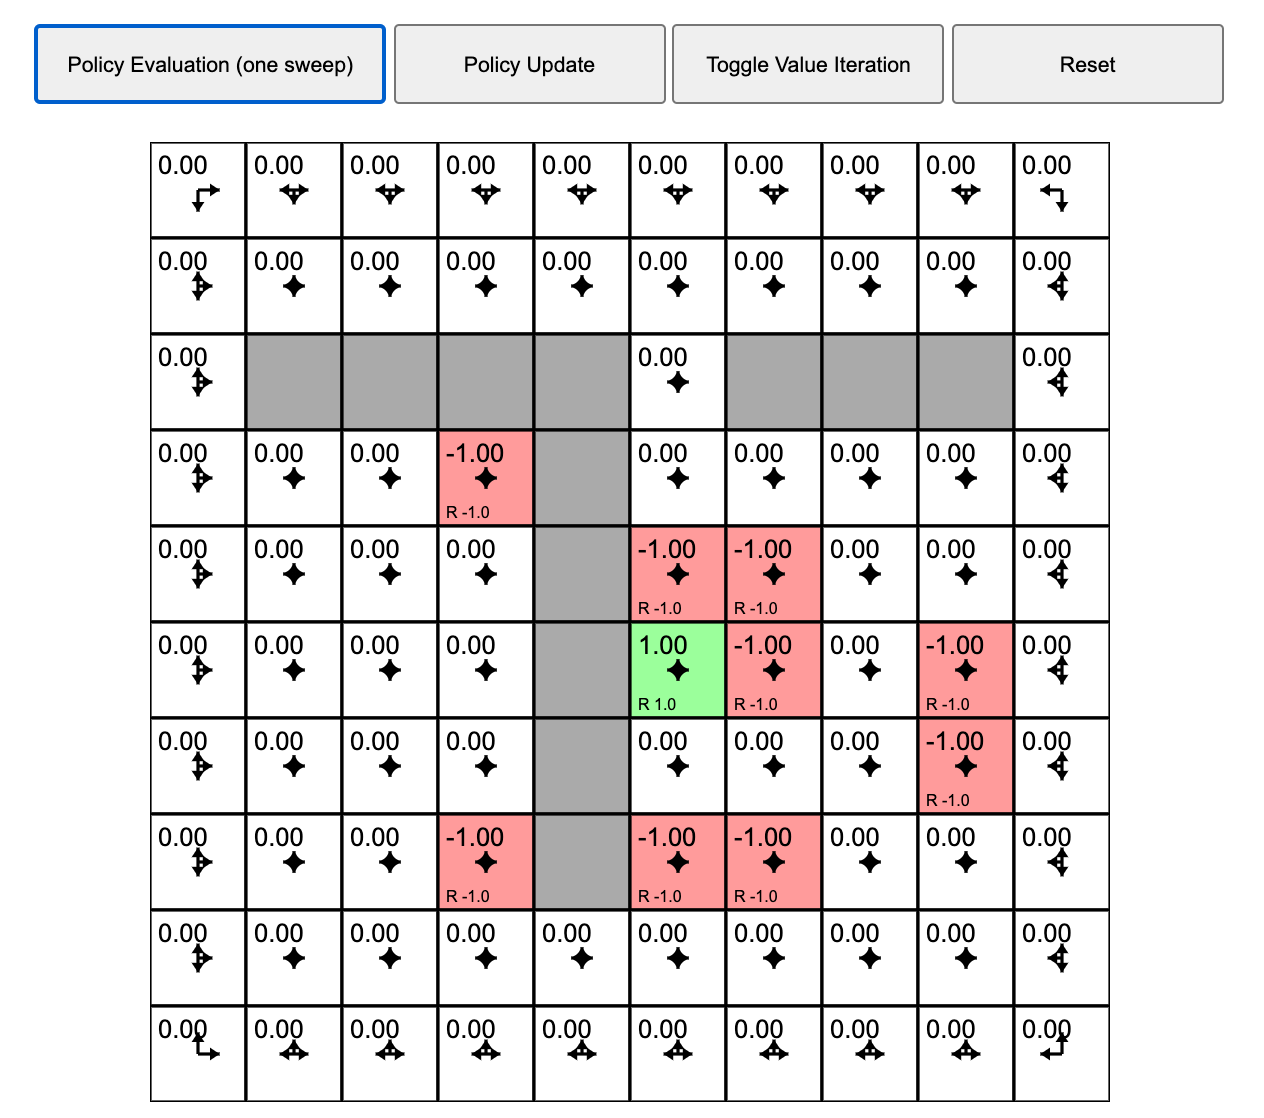 Policy Evaluation (one sweep) Policy Update Toggle Value Iteration Reset
0.00 0.00 0.00 0.00 0.00 0.00 0.00 0.00 0.00 0.00
0.00 0.00 0.00 0.00 0.00 0.00 0.00 0.00 0.00 0.00
0.00 0.00 0.00
0.00 0.00 0.00 -1.00 0.00 0.00 0.00 0.00 0.00
R -1.0
0.00 0.00 0.00 0.00 -1.00 -1.00 0.00 0.00 0.00
R -1.0 R -1.0
0.00 0.00 0.00 0.00 1.00 -1.00 0.00 -1.00 0.00
R 1.0 R -1.0 R -1.0
0.00 0.00 0.00 0.00 0.00 0.00 0.00 -1.00 0.00
R -1.0
0.00 0.00 0.00 -1.00 -1.00 -1.00 0.00 0.00 0.00
R -1.0 R -1.0 R -1.0
0.00 0.00 0.00 0.00 0.00 0.00 0.00 0.00 0.00 0.00
0.00 0.00 0.00 0.00 0.00 0.00 0.00 0.00 0.00 0.00